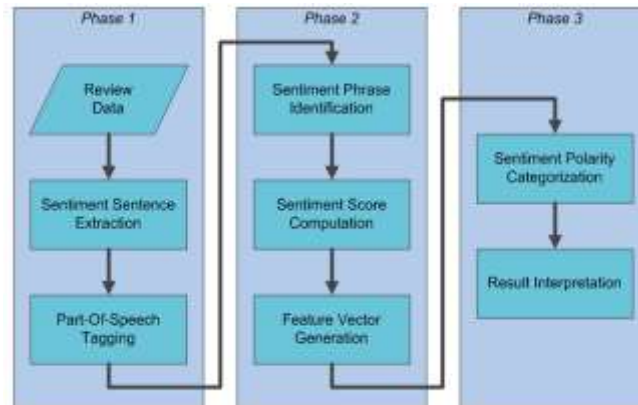 Phase 1
Review
Data
Sentiment Sentence
Extraction
Part-Of-Speech
Tagging
Phase 2
Sentiment Phrase
Identification
Sentiment Score
Computation
Feature Vector
Generation
Phase 3
Sentiment Polarity
Categorization
Result Interpretation